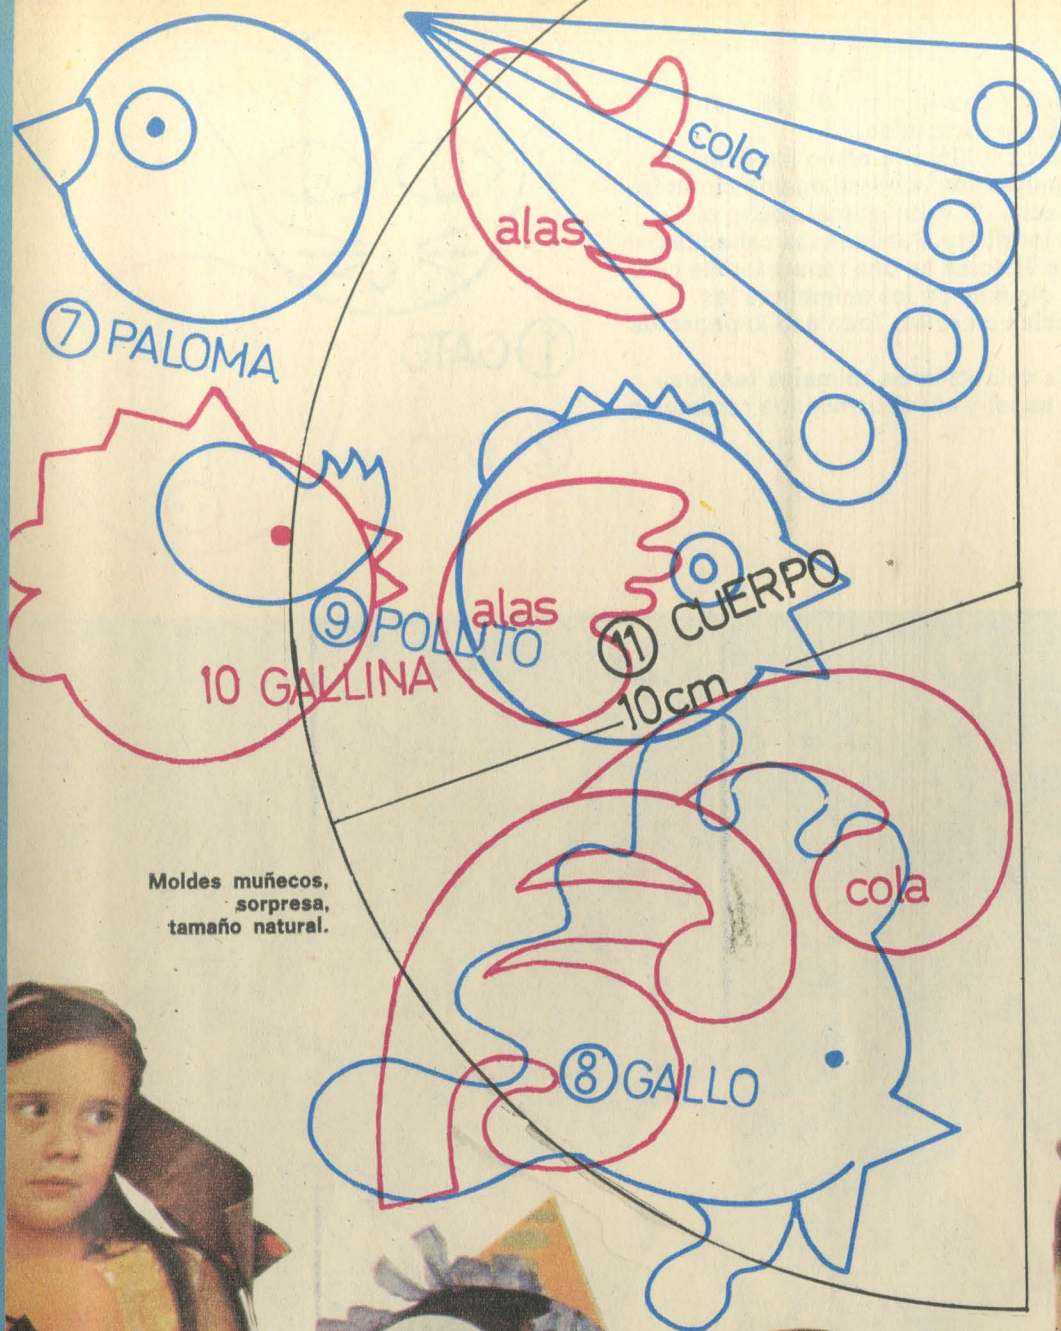 cola
alas
7 PALOMA
9 POLLUTO
alas
11 CUERPO
10 GALLINA
10cm.
Moldes muñecos,
sorpresa,
tamaño natural.
cola
8 GALLO